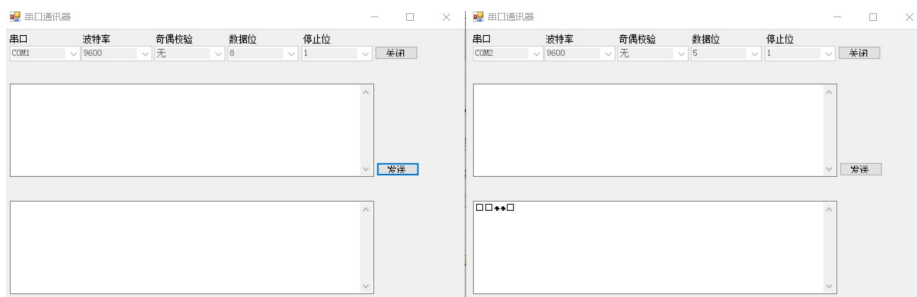 串口通讯器
串口 波特率 奇偶校验 数据位 停止位
COM1 9600 无 8 1 关闭
发送
串口通讯器
串口 波特率 奇偶校验 数据位 停止位
COM2 9600 无 5 1 关闭
发送
□□♠♠□